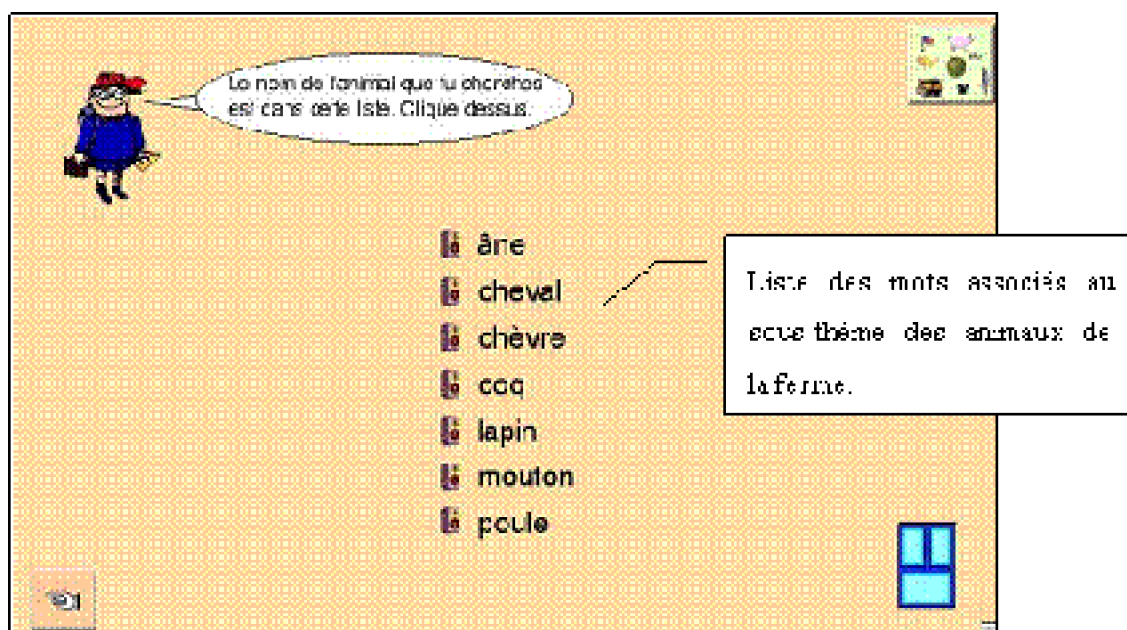 Le nom de l'animal que tu cherches
est dans cette liste. Clique dessus.
âne
cheval
chèvre
coq
lapin
mouton
poule
Liste des mots associés au
sous thème des animaux de
la ferme.